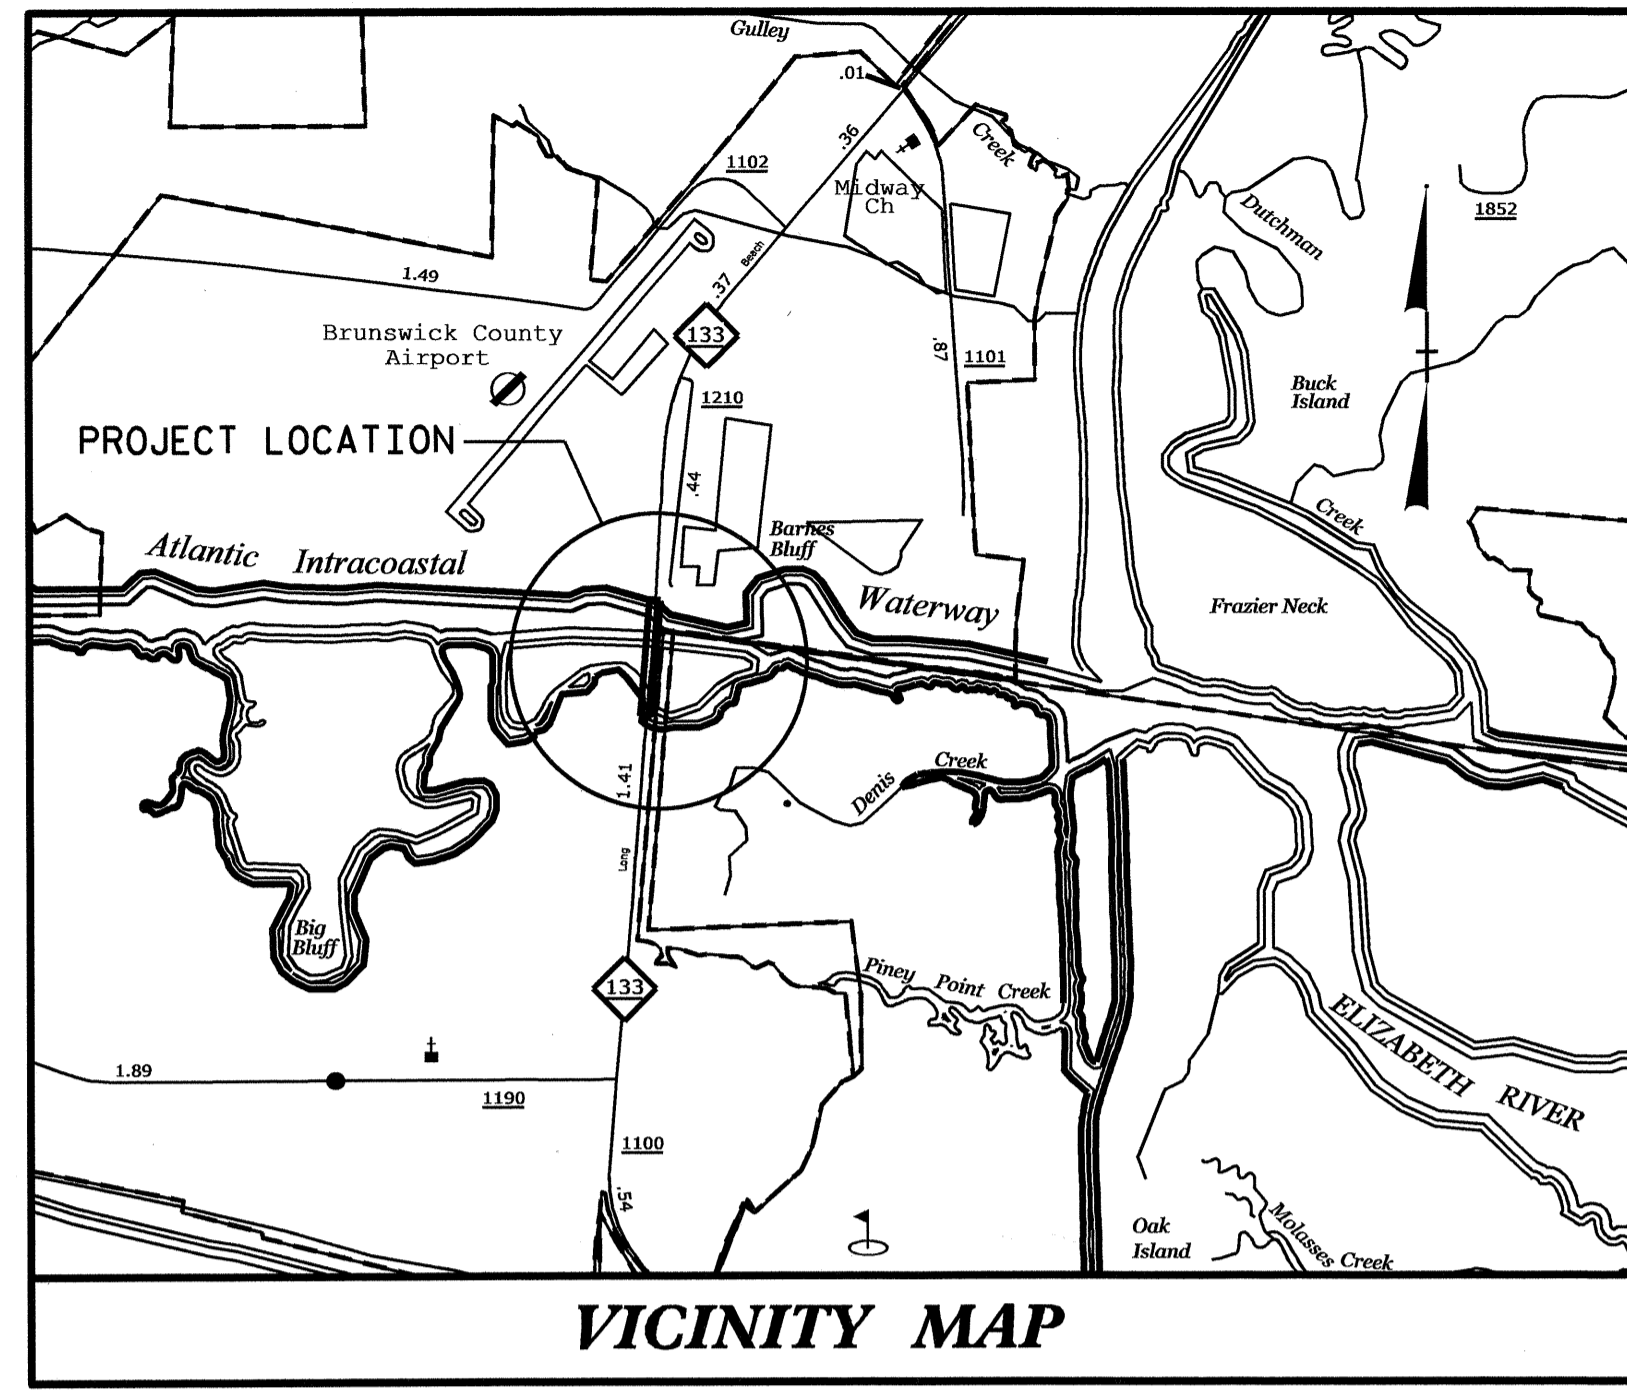 Gulley
.01
.36
Creek
1102
Midway
Ch
Dutchman
1852
Beach
1.49
.37
Brunswick County
Airport
133
.87
1101
Buck
Island
1210
PROJECT LOCATION
.44
Creek
Barnes
Bluff
Atlantic Intracoastal
Waterway
Frazier Neck
1.41
Denis
Creek
Long
Big
Bluff
133
Piney Point Creek
ELIZABETH RIVER
1.89
1190
1100
.54
Oak
Island
Molasses Creek
VICINITY MAP